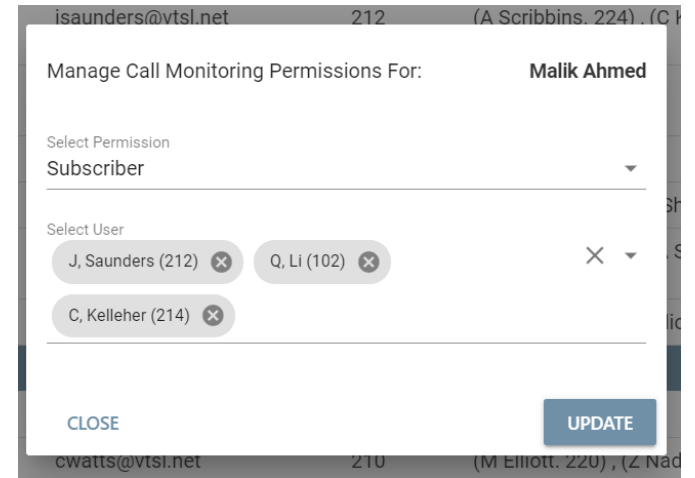 isaunders@vtsl.net 212 (A Scribbins. 224) , (C
Manage Call Monitoring Permissions For: Malik Ahmed
Select Permission
Subscriber
Select User
J, Saunders (212) Q, Li (102)
C, Kelleher (214)
CLOSE UPDATE
cwatts@vtsl.net 210 (M Elliott. 220) , (Z Nad